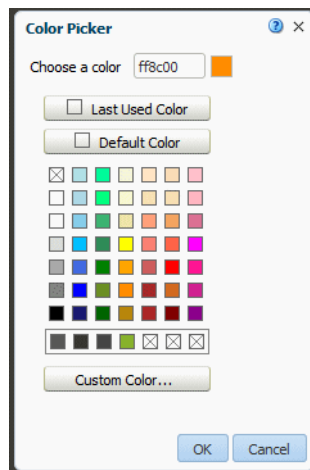 Color Picker
Choose a color ff8c00
Last Used Color
Default Color
Custom Color...
OK Cancel